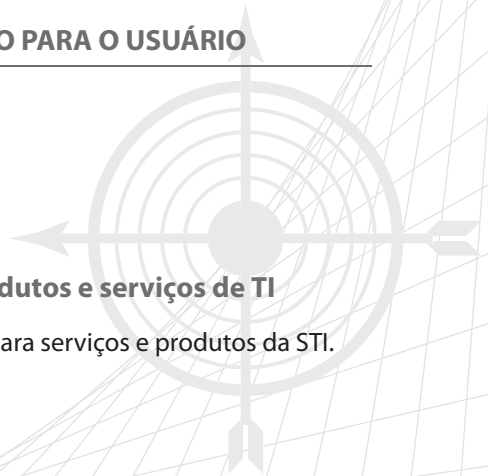 O PARA O USUÁRIO
dutos e serviços de TI
ara serviços e produtos da STI.